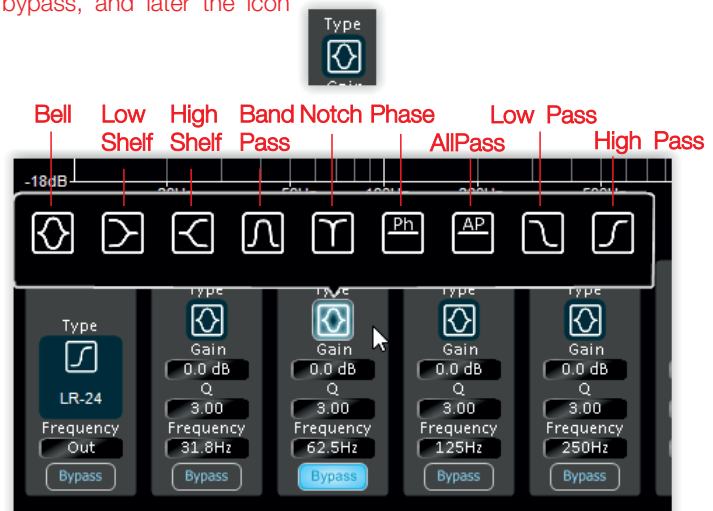 bypass, and later the icon
Type
Bell Low High Band Notch Phase Low Pass
Shelf Shelf Pass AllPass High Pass
-18dB
Ph AP
Type
Type Type Type Type
Gain Gain Gain Gain
LR-24
0.0 dB 0.0 dB 0.0 dB 0.0 dB
Q Q Q Q
3.00 3.00 3.00 3.00
Frequency Frequency Frequency Frequency Frequency
Out 31.8Hz 62.5Hz 125Hz 250Hz
Bypass Bypass Bypass Bypass Bypass